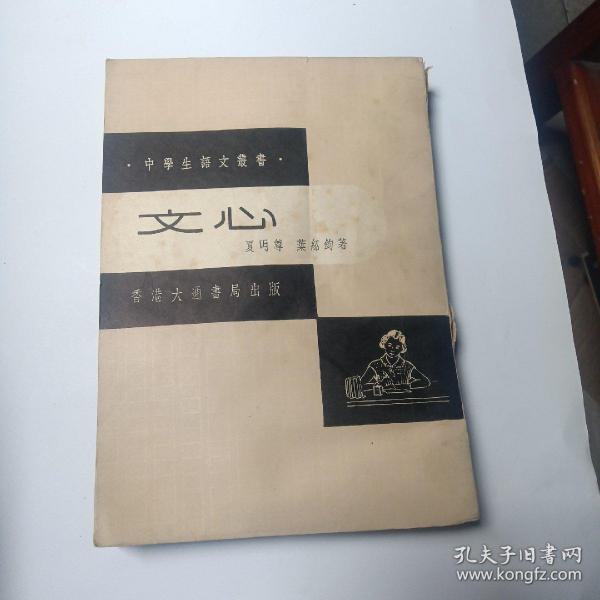 ·中學生語文叢書·
文心
夏丏尊 葉紹鈞著
香港大通書局出版
孔夫子旧书网
www.kongfz.com